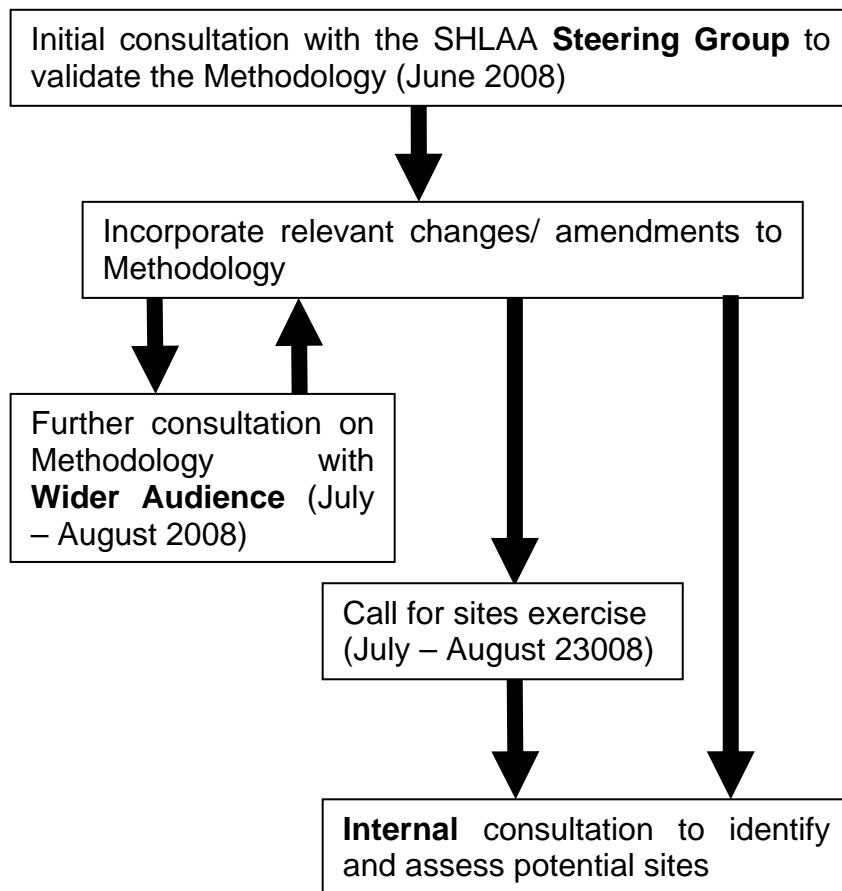 Initial consultation with the SHLAA Steering Group to
validate the Methodology (June 2008)
Incorporate relevant changes/ amendments to
Methodology
Further consultation on
Methodology with
Wider Audience (July
– August 2008)
Call for sites exercise
(July – August 23008)
Internal consultation to identify
and assess potential sites